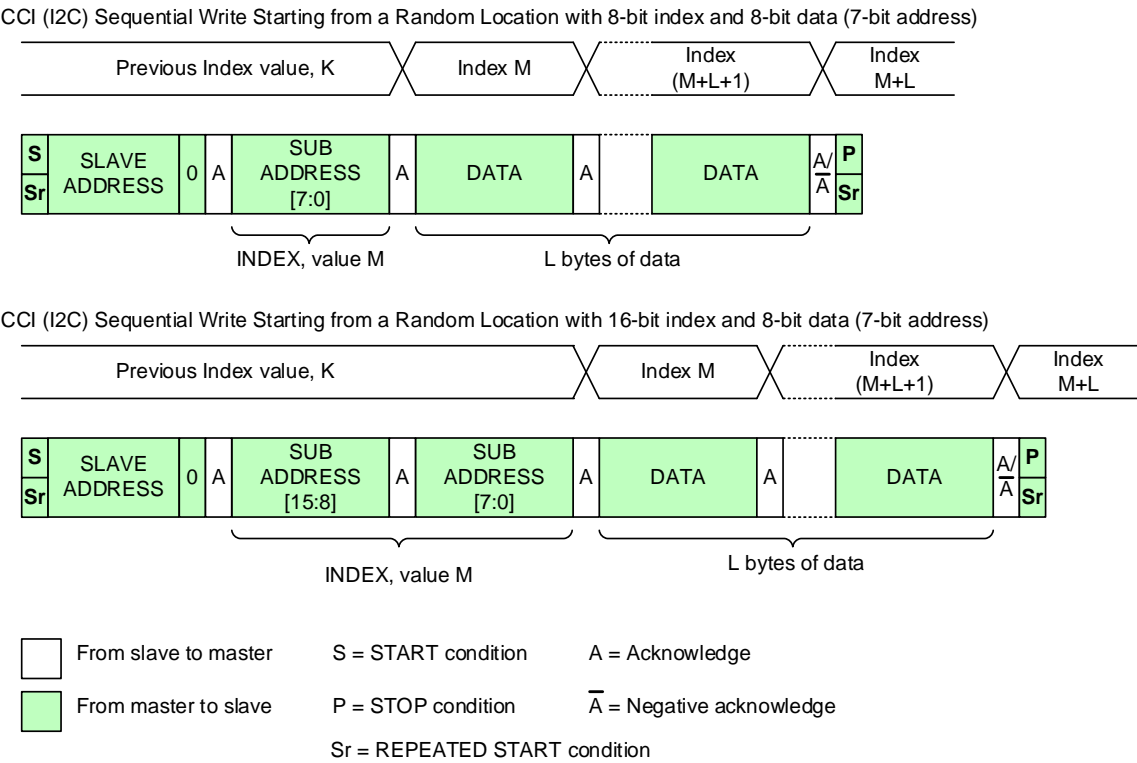 CCI (I2C) Sequential Write Starting from a Random Location with 8-bit index and 8-bit data (7-bit address)
Previous Index value, K
Index M
Index
(M+L+1)
Index
M+L
S
Sr
SLAVE
ADDRESS
0
A
SUB
ADDRESS
[7:0]
A
DATA
A
DATA
A/
A̅
P
Sr
INDEX, value M
L bytes of data
CCI (I2C) Sequential Write Starting from a Random Location with 16-bit index and 8-bit data (7-bit address)
Previous Index value, K
Index M
Index
(M+L+1)
Index
M+L
S
Sr
SLAVE
ADDRESS
0
A
SUB
ADDRESS
[15:8]
A
SUB
ADDRESS
[7:0]
A
DATA
A
DATA
A/
A̅
P
Sr
INDEX, value M
L bytes of data
From slave to master
S = START condition
A = Acknowledge
From master to slave
P = STOP condition
A̅ = Negative acknowledge
Sr = REPEATED START condition